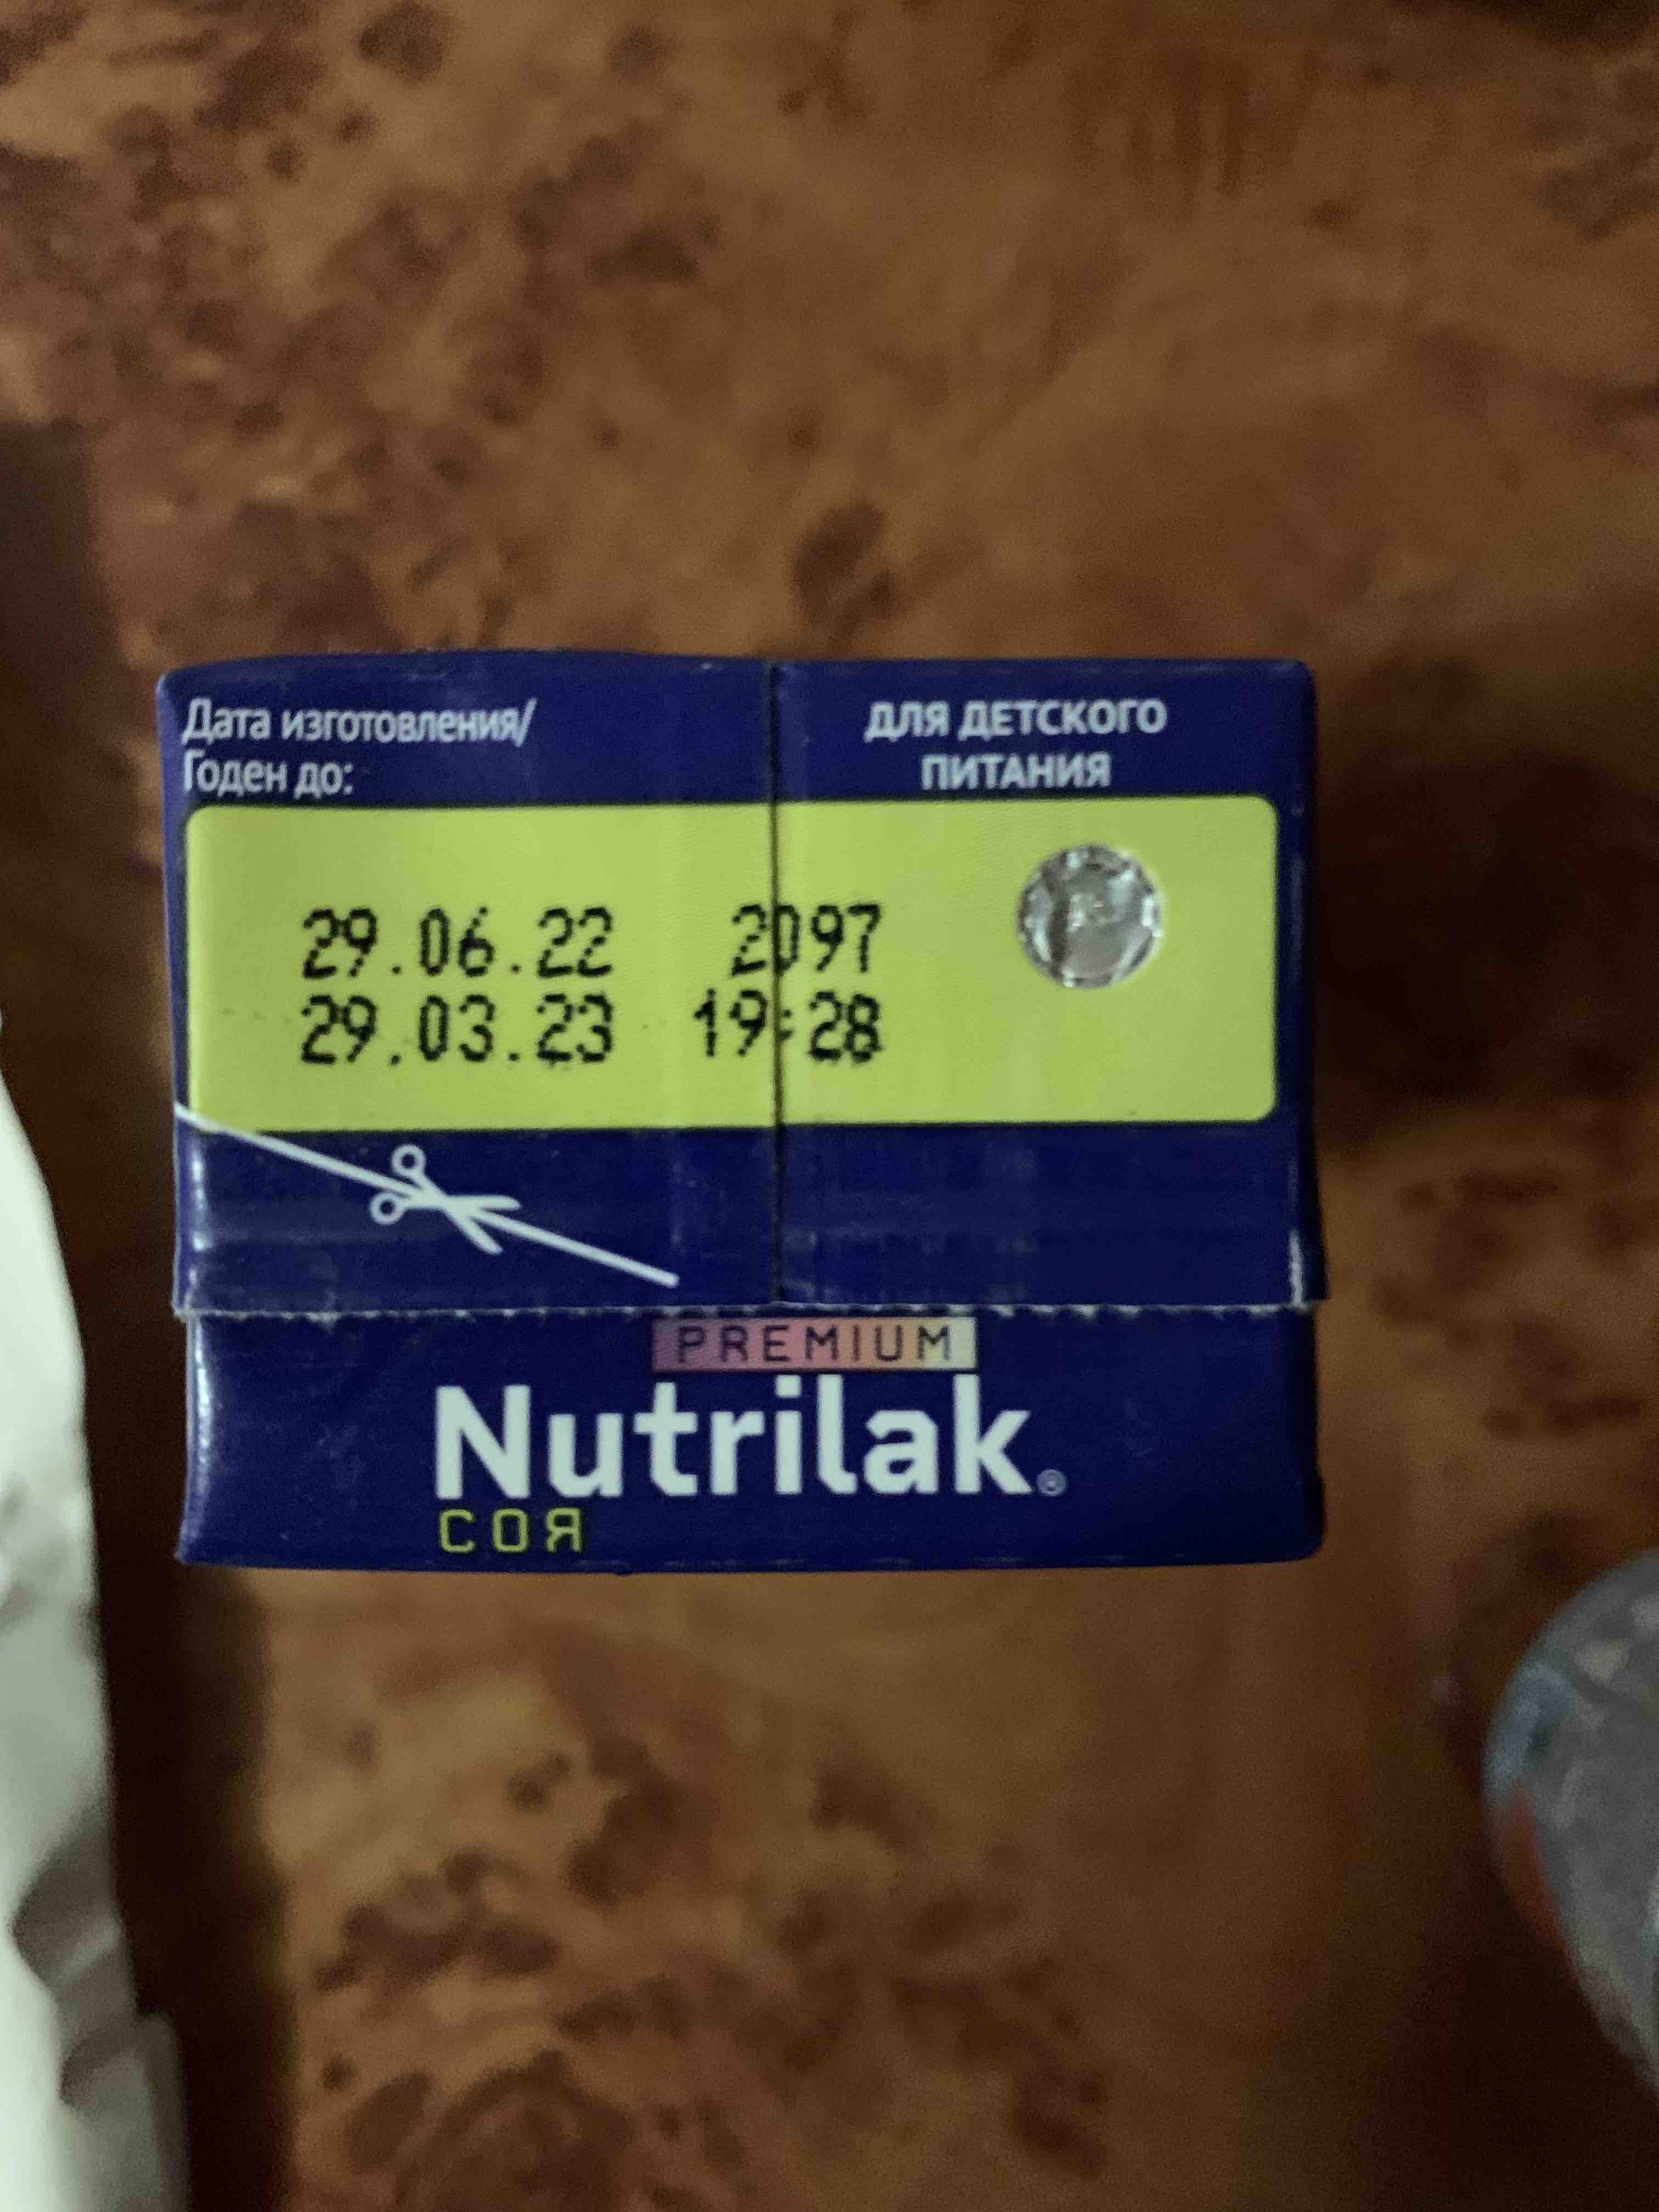 Дата изготовления/
Годен до:
ДЛЯ ДЕТСКОГО
ПИТАНИЯ
29.06.22 2097
29.03.23 19:28
PREMIUM
Nutrilak®
СОЯ